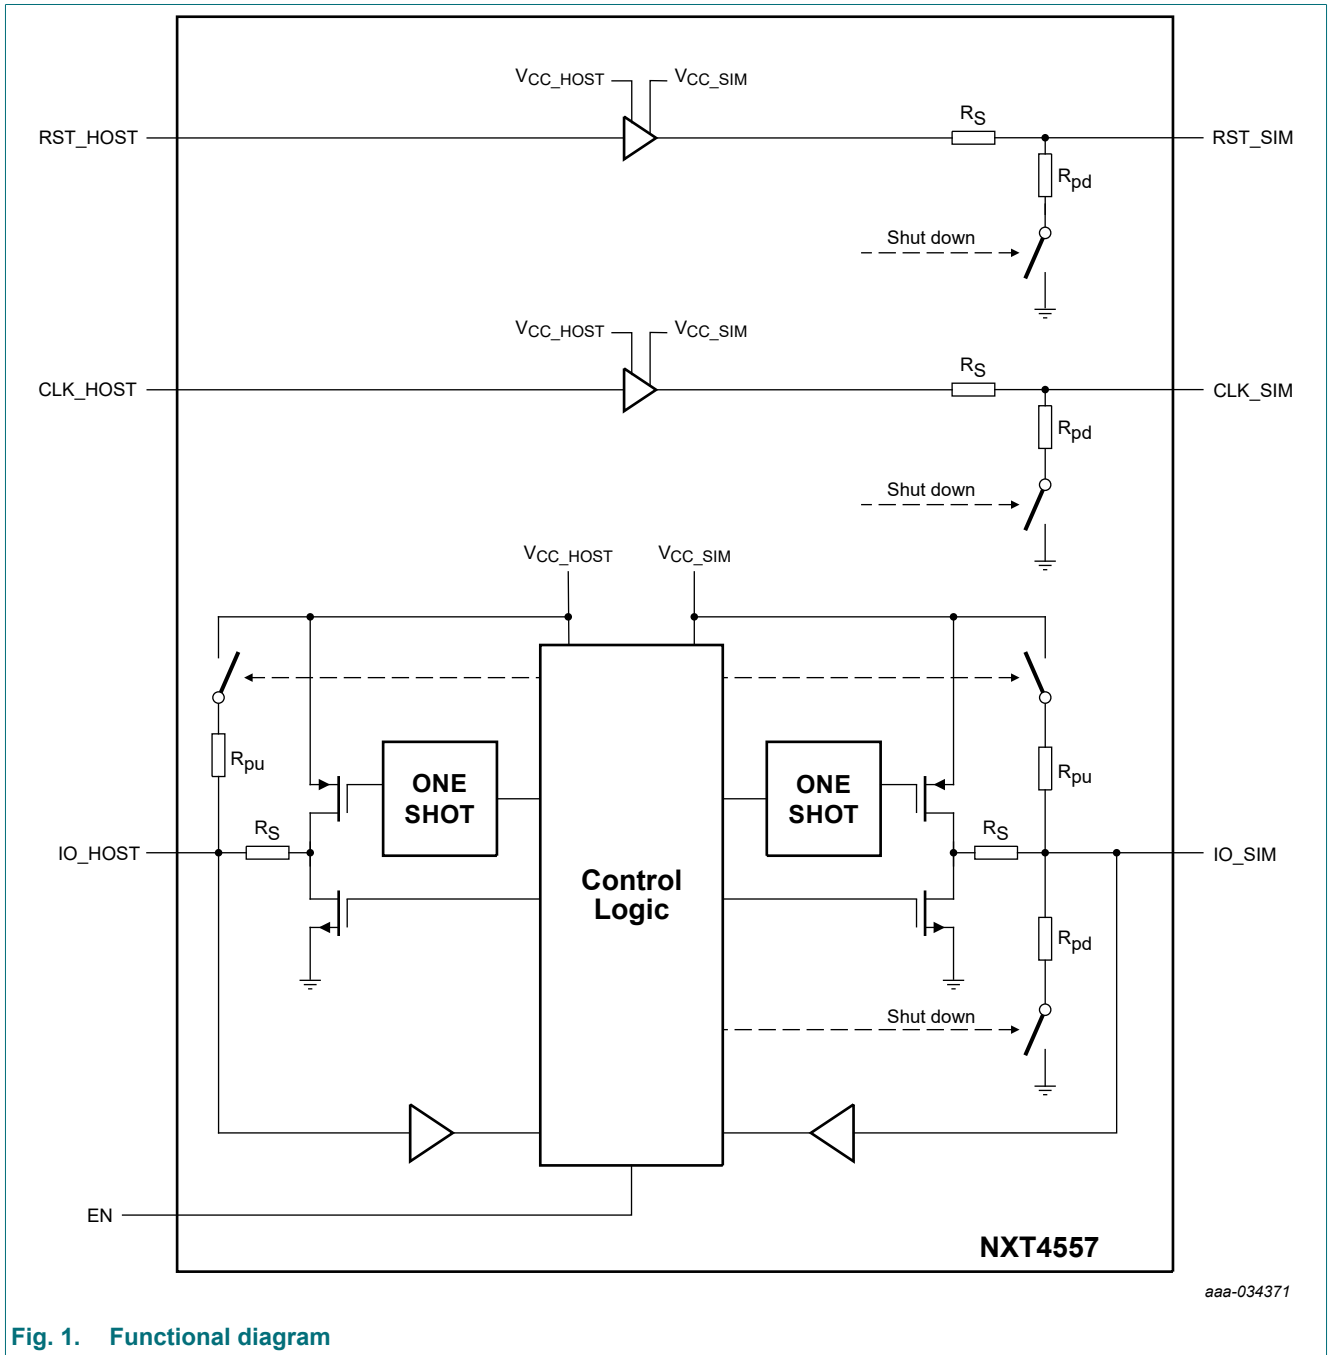 VCC_HOST VCC_SIM
RST_HOST RS RST_SIM
Rpd
Shut down
VCC_HOST VCC_SIM
CLK_HOST RS CLK_SIM
Rpd
Shut down
VCC_HOST VCC_SIM
Rpu ONE SHOT ONE SHOT Rpu
RS RS
IO_HOST IO_SIM
Control
Logic
Rpd
Shut down
EN
NXT4557
aaa-034371
Fig. 1. Functional diagram